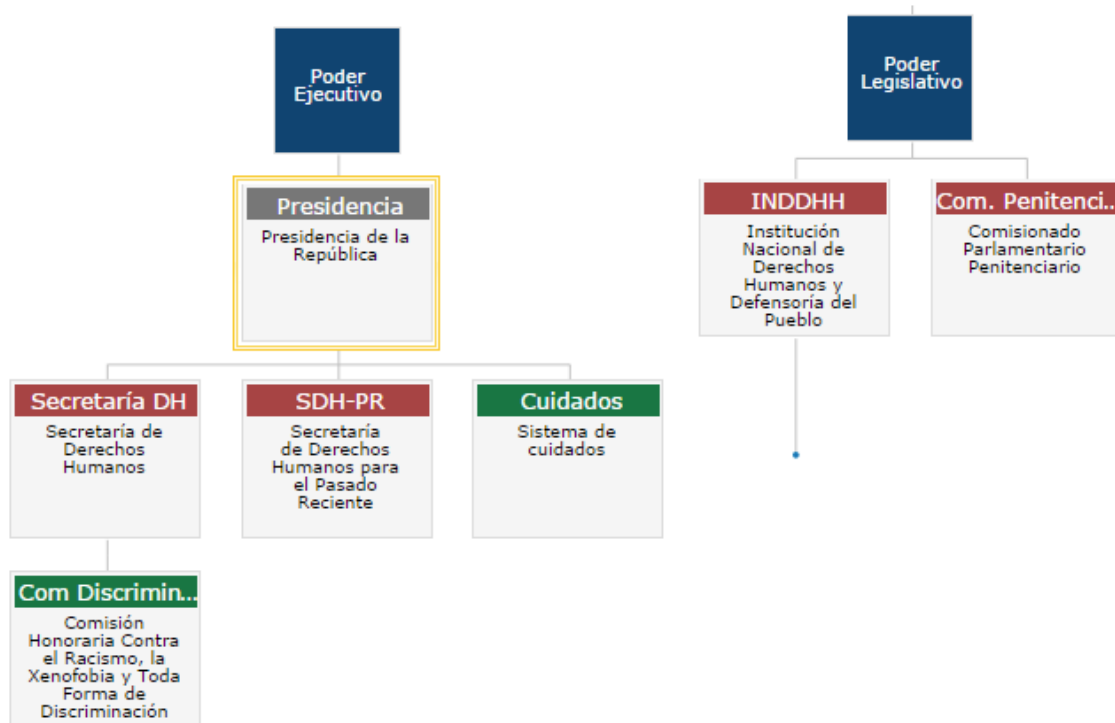 Poder
Ejecutivo
Poder
Legislativo
Presidencia
Presidencia de la
República
INDDHH
Institución
Nacional de
Derechos
Humanos y
Defensoría del
Pueblo
Com. Penitenci...
Comisionado
Parlamentario
Penitenciario
Secretaría DH
Secretaría de
Derechos
Humanos
SDH-PR
Secretaría
de Derechos
Humanos para
el Pasado
Reciente
Cuidados
Sistema de
cuidados
Com Discrimin...
Comisión
Honoraria Contra
el Racismo, la
Xenofobia y Toda
Forma de
Discriminación